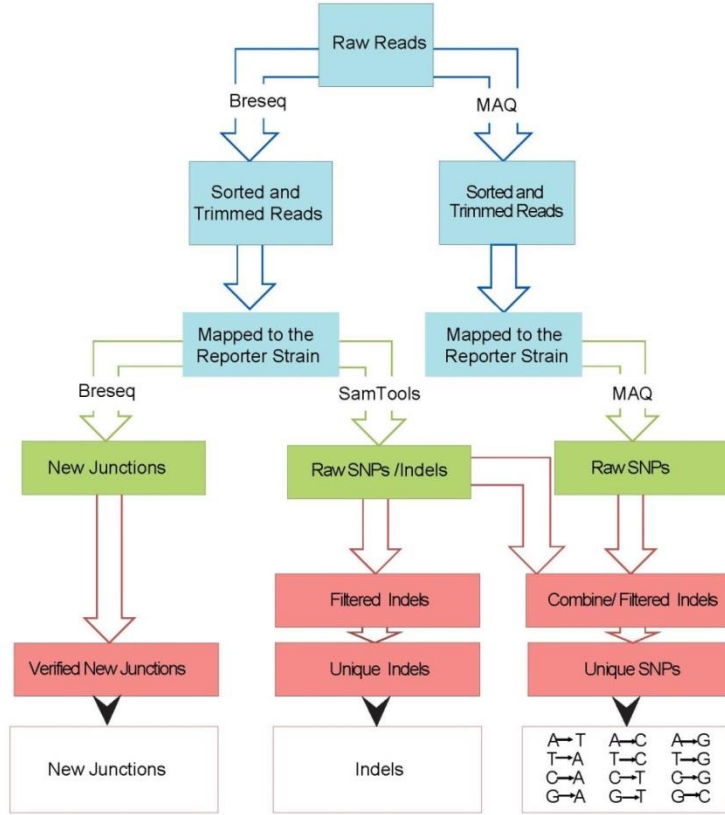 Raw Reads
Breseq
MAQ
Sorted and
Trimmed Reads
Sorted and
Trimmed Reads
Mapped to the
Reporter Strain
Mapped to the
Reporter Strain
Breseq
SamTools
MAQ
New Junctions
Raw SNPs /Indels
Raw SNPs
Filtered Indels
Combine/ Filtered Indels
Verified New Junctions
Unique Indels
Unique SNPs
New Junctions
Indels
A→T A→C A→G
T→A T→C T→G
C→A C→T C→G
G→A G→T G→C